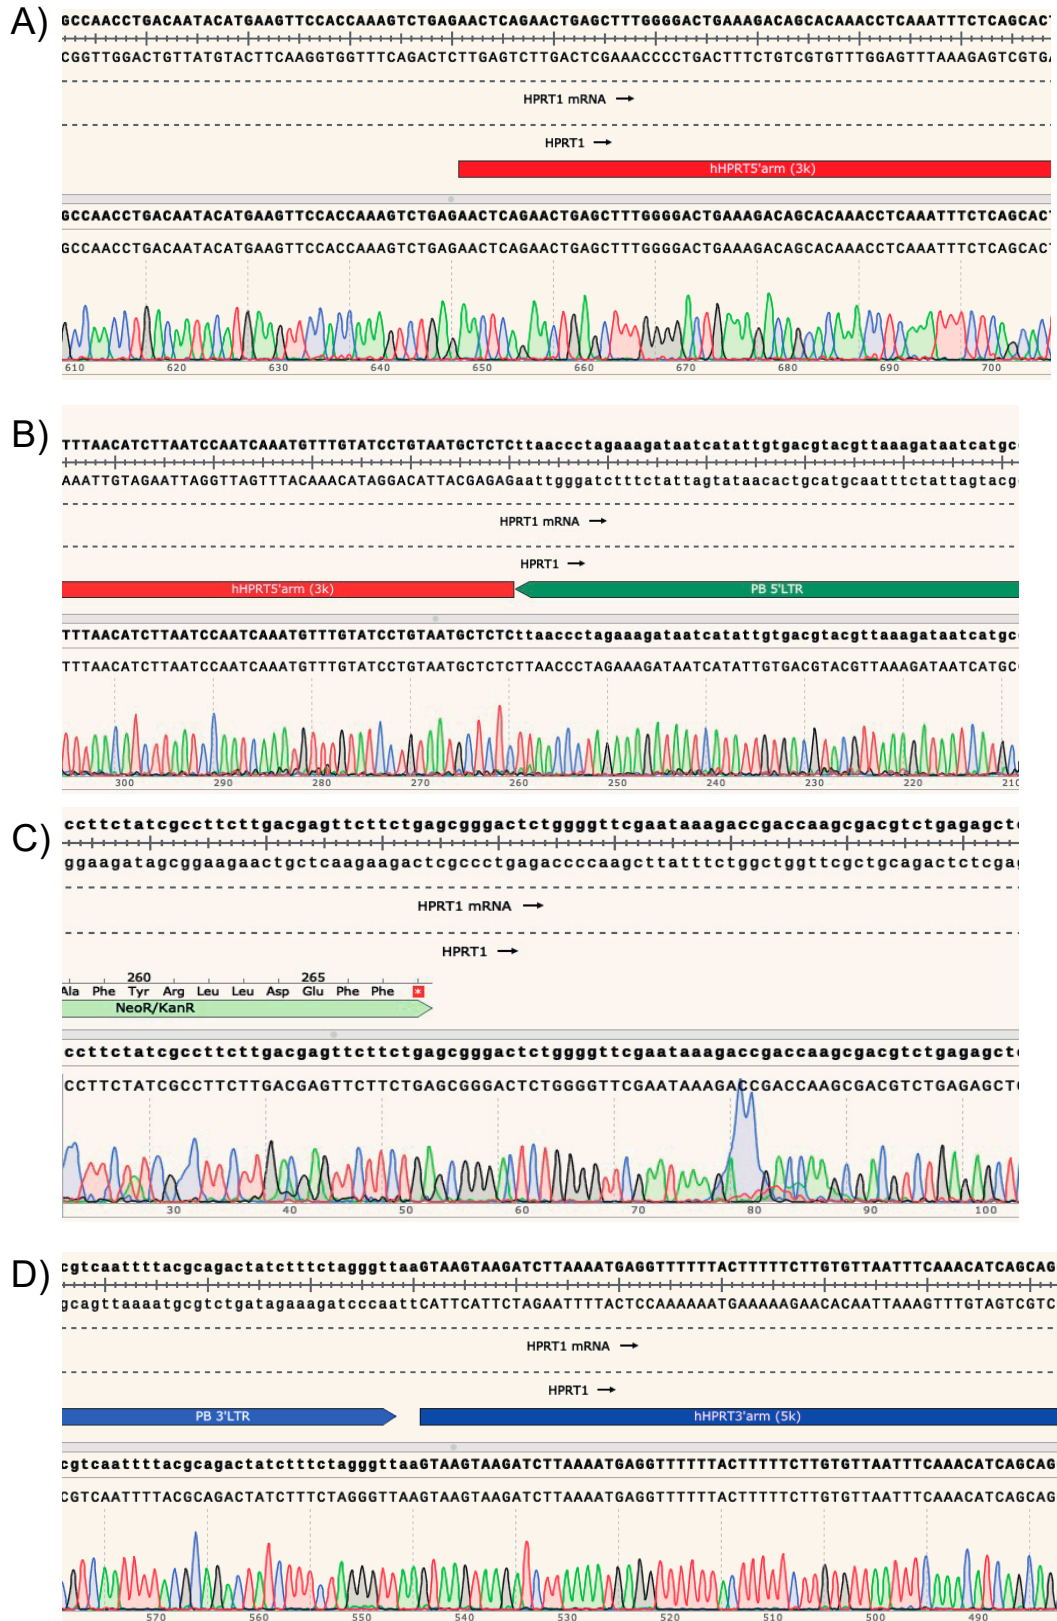 A)
GCCAACCTGACAATACATGAAGTTCCACCAAAGTCTGAGAACTCAGAACTGAGCTTTGGGGACTGAAAGACAGCACAAACCTCAAATTTCTCAGCAC
CGGTTGGACTGTTATGTACTTCAAGGTGGTTTCAGACTCTTGAGTCTTGACTCGAAACCCCTGACTTTCTGTCGTGTTTGGAGTTTAAAGAGTCGTG
HPRT1 mRNA →
HPRT1 →
hHPRT5'arm (3k)
GCCAACCTGACAATACATGAAGTTCCACCAAAGTCTGAGAACTCAGAACTGAGCTTTGGGGACTGAAAGACAGCACAAACCTCAAATTTCTCAGCAC
GCCAACCTGACAATACATGAAGTTCCACCAAAGTCTGAGAACTCAGAACTGAGCTTTGGGGACTGAAAGACAGCACAAACCTCAAATTTCTCAGCAC
610 620 630 640 650 660 670 680 690 700
B)
TTTAACATCTTAATCCAATCAAATGTTTGTATCCTGTAATGCTCTCttaaccctagaaagataatcatattgtgacgtacgttaaagataatcatgc
AAATTGTAGAATTAGGTTAGTTTACAAACATAGGACATTACGAGAGaattgggatctttctattagtataacactgcatgcaatttctattagtacg
HPRT1 mRNA →
HPRT1 →
hHPRT5'arm (3k) PB 5'LTR
TTTAACATCTTAATCCAATCAAATGTTTGTATCCTGTAATGCTCTCttaaccctagaaagataatcatattgtgacgtacgttaaagataatcatgc
TTTAACATCTTAATCCAATCAAATGTTTGTATCCTGTAATGCTCTCTTAACCCTAGAAAGATAATCATATTGTGACGTACGTTAAAGATAATCATGC
300 290 280 270 260 250 240 230 220 210
C)
ccttctatcgccttcttgacgagttcttctgagcgggactctggggttcgaataaagaccgaccaagcgacgtctgagagct
ggaagatagcggaagaactgctcaagaagactcgccctgagaccccaagcttatttctggctggttcgctgcagactctcga
HPRT1 mRNA →
HPRT1 →
260 265
Ala Phe Tyr Arg Leu Leu Asp Glu Phe Phe *
NeoR/KanR
ccttctatcgccttcttgacgagttcttctgagcgggactctggggttcgaataaagaccgaccaagcgacgtctgagagct
CCTTCTATCGCCTTCTTGACGAGTTCTTCTGAGCGGGACTCTGGGGTTCGAATAAAGACCGACCAAGCGACGTCTGAGAGCT
30 40 50 60 70 80 90 100
D)
cgtcaattttacgcagactatctttctagggttaaGTAAGTAAGATCTTAAAATGAGGTTTTTTACTTTTTCTTGTGTTAATTTCAAACATCAGCAG
gcagttaaaatgcgtctgatagaaagatcccaattCATTCATTCTAGAATTTTACTCCAAAAAATGAAAAAGAACACAATTAAAGTTTGTAGTCGTC
HPRT1 mRNA →
HPRT1 →
PB 3'LTR hHPRT3'arm (5k)
cgtcaattttacgcagactatctttctagggttaaGTAAGTAAGATCTTAAAATGAGGTTTTTTACTTTTTCTTGTGTTAATTTCAAACATCAGCAG
CGTCAATTTTACGCAGACTATCTTTCTAGGGTTAAGTAAGTAAGATCTTAAAATGAGGTTTTTTACTTTTTCTTGTGTTAATTTCAAACATCAGCAG
570 560 550 540 530 520 510 500 490